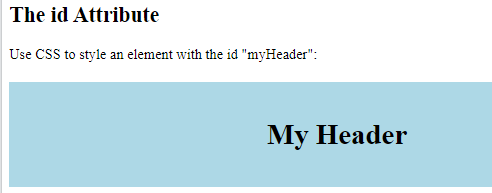 The id Attribute
Use CSS to style an element with the id "myHeader":
My Header